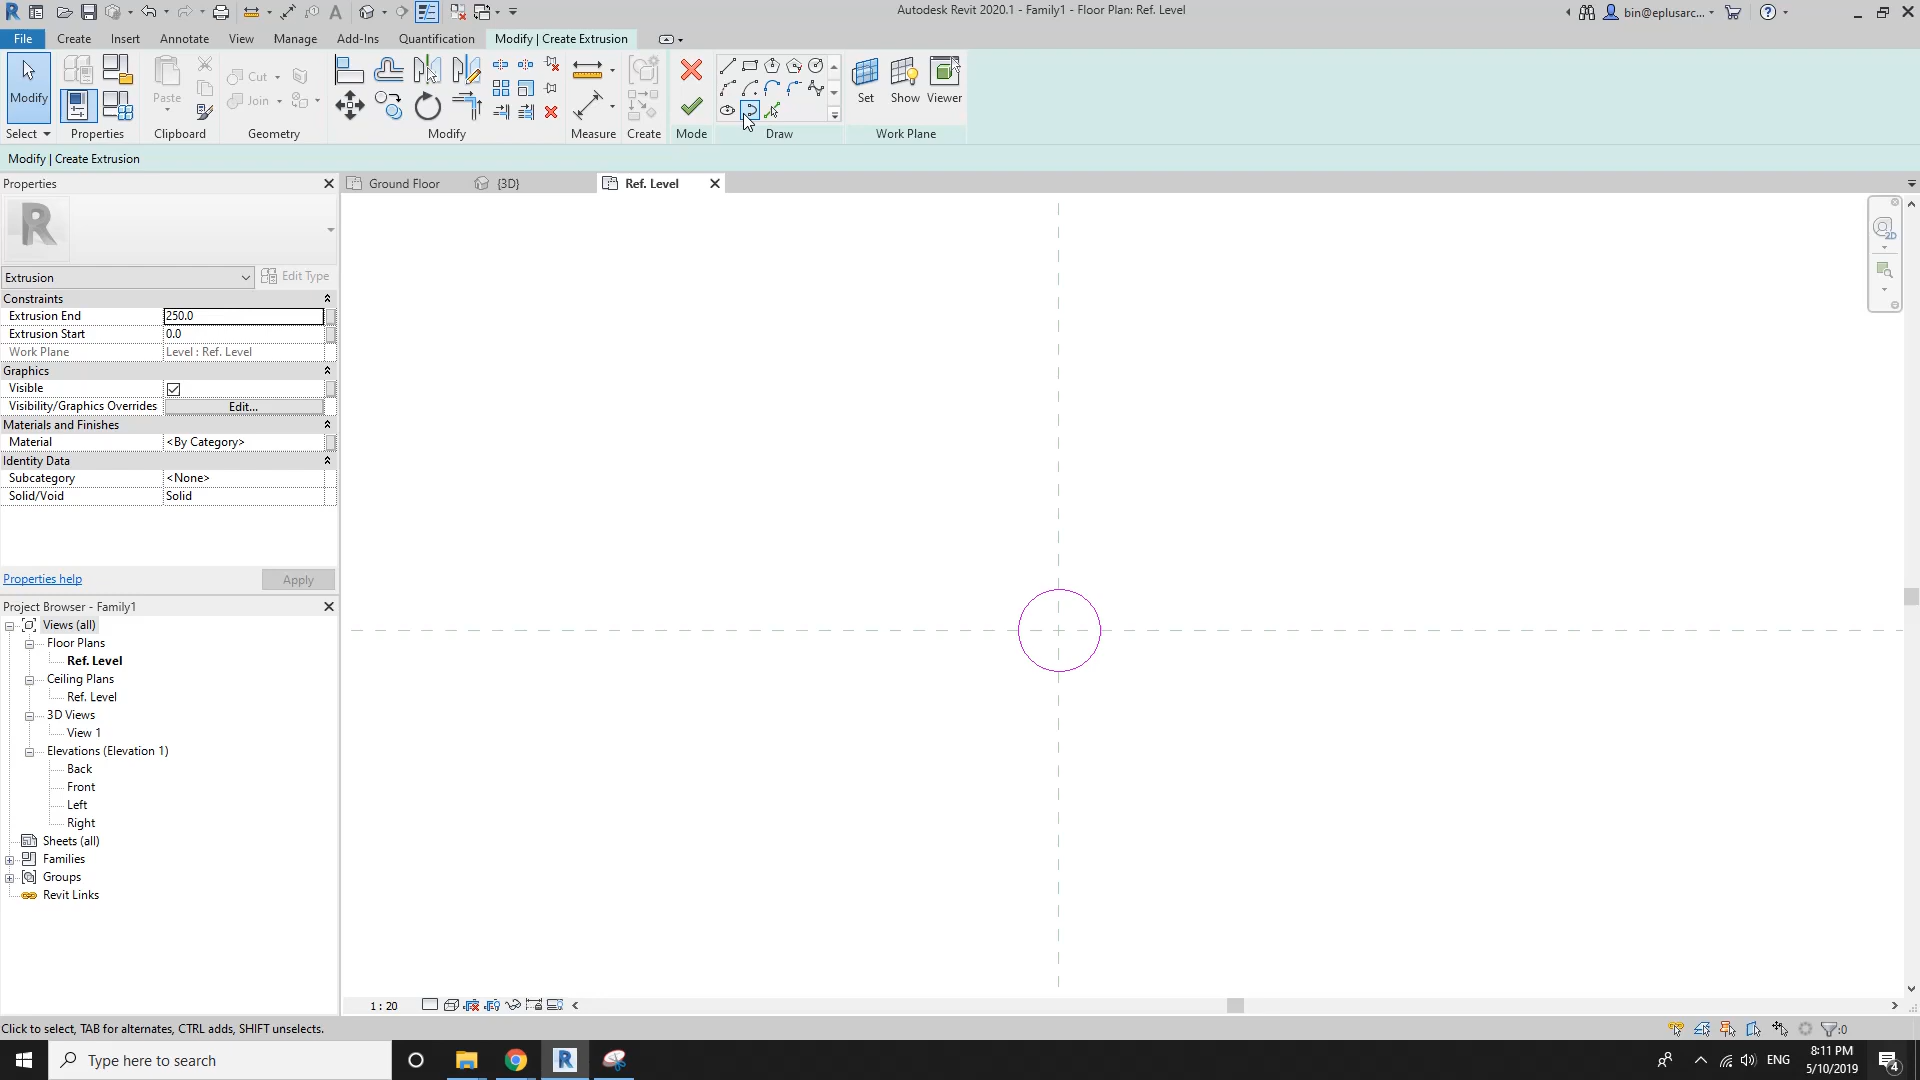 Autodesk Revit 2020.1 - Family1 - Floor Plan: Ref. Level
bin@eplusarc...
File Create Insert Annotate View Manage Add-Ins Quantification Modify | Create Extrusion
Modify
Paste
Cut
Join
Set Show Viewer
Select Properties Clipboard Geometry Modify Measure Create Mode Draw Work Plane
Modify | Create Extrusion
Properties
Ground Floor {3D} Ref. Level
2D
Extrusion
Edit Type
Constraints
Extrusion End 250.0
Extrusion Start 0.0
Work Plane Level : Ref. Level
Graphics
Visible
Visibility/Graphics Overrides Edit...
Materials and Finishes
Material <By Category>
Identity Data
Subcategory <None>
Solid/Void Solid
Properties help
Apply
Project Browser - Family1
Views (all)
Floor Plans
Ref. Level
Ceiling Plans
Ref. Level
3D Views
View 1
Elevations (Elevation 1)
Back
Front
Left
Right
Sheets (all)
Families
Groups
Revit Links
1 : 20
Click to select, TAB for alternates, CTRL adds, SHIFT unselects.
:0
Type here to search
ENG
8:11 PM
5/10/2019
4